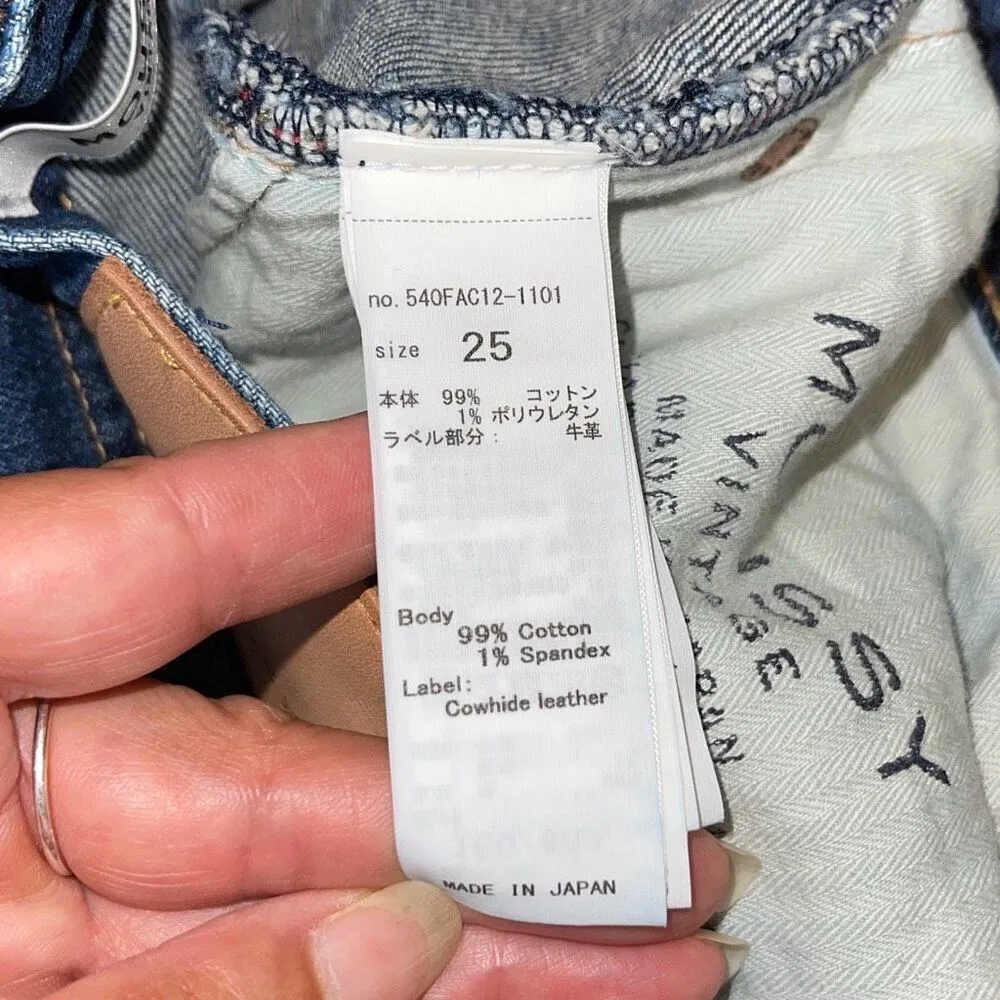 no. 540FAC12-1101
size 25
本体 99% コットン
1% ポリウレタン
ラベル部分 : 牛革
Body
99% Cotton
1% Spandex
Label:
Cowhide leather
MADE IN JAPAN
VINTAGE